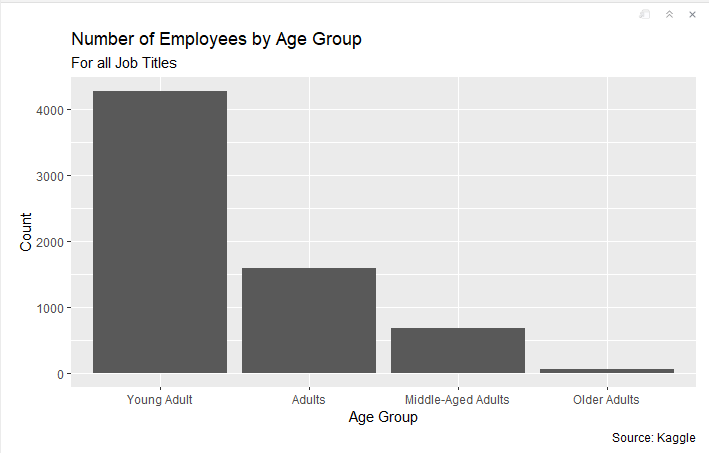 Number of Employees by Age Group
For all Job Titles
4000
3000
2000
1000
0
Count
Young Adult Adults Middle-Aged Adults Older Adults
Age Group
Source: Kaggle